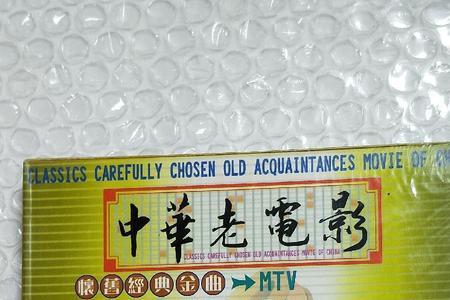 CLASSICS CAREFULLY CHOSEN OLD ACQUAINTANCES MOVIE OF CH
中華老電影
CLASSICS CAREFULLY CHOSEN OLD ACQUAINTANCES MOVIE OF CHINA
懷舊經典金曲 MTV